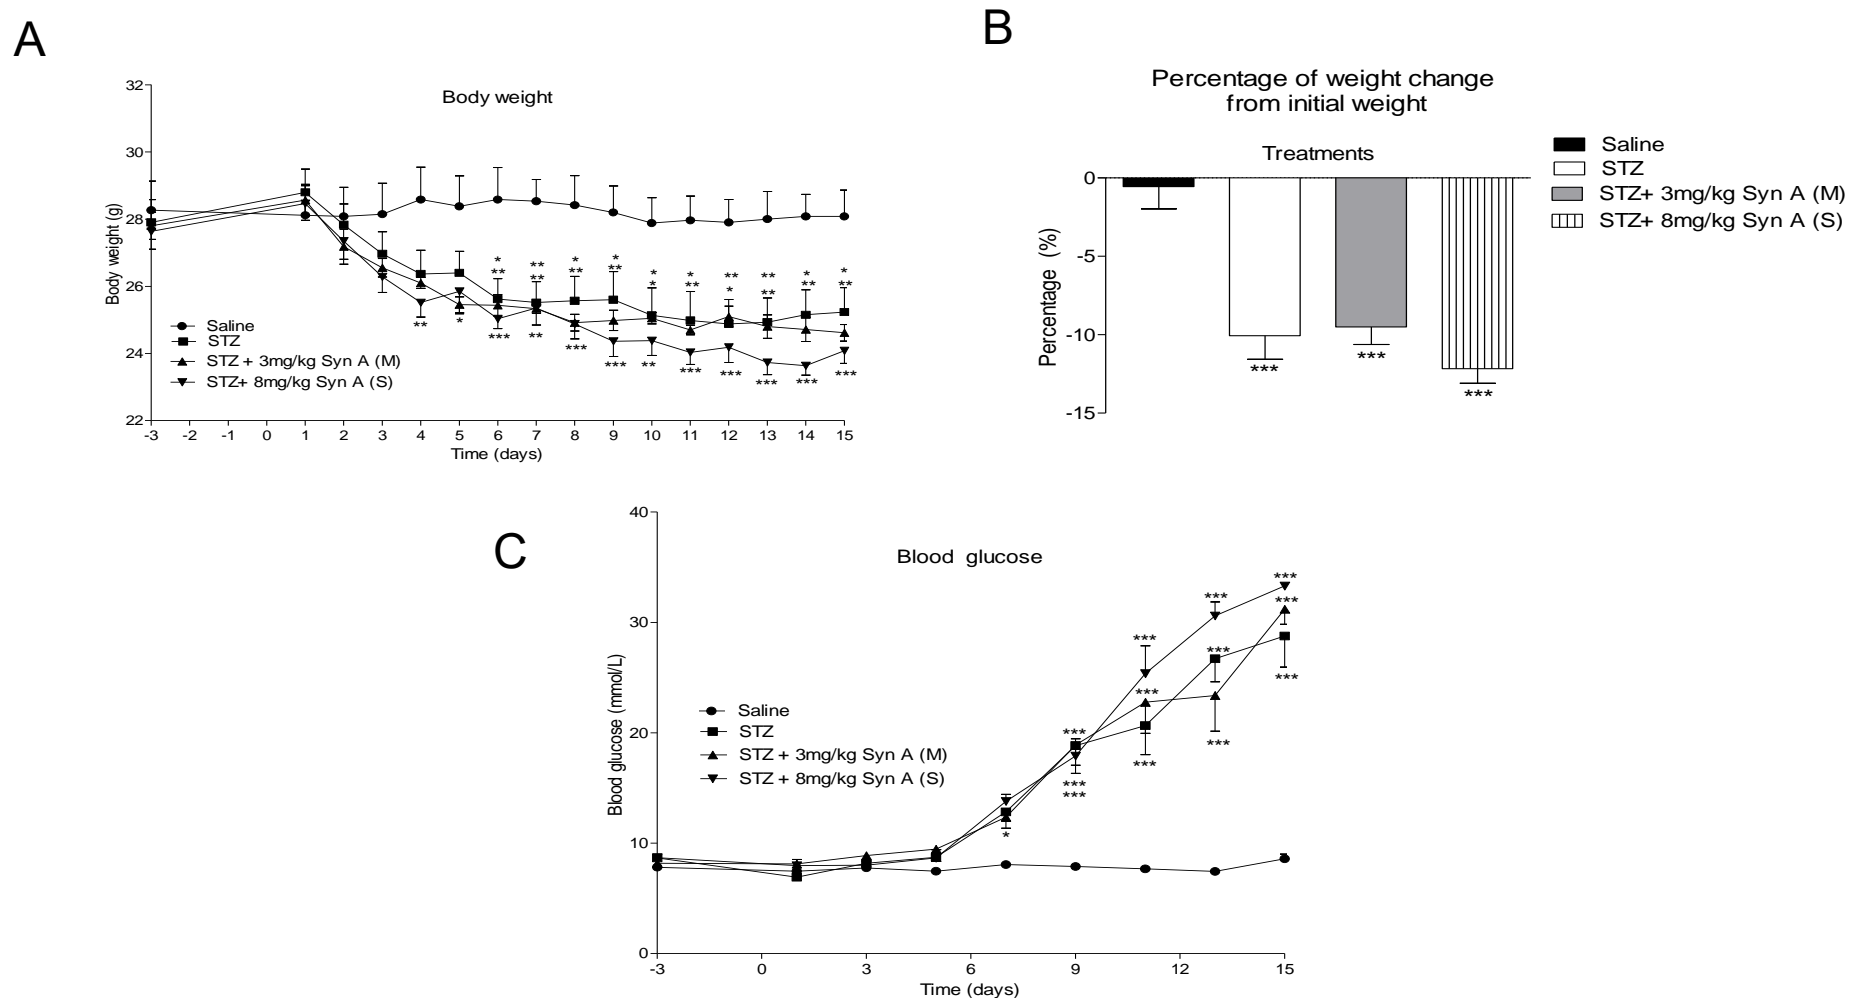 A
Body weight
Body weight (g)
32
30
28
26
24
22
Saline
STZ
STZ + 3mg/kg Syn A (M)
STZ+ 8mg/kg Syn A (S)
* ** ** * * * * ** ** * *
** ** ** ** * ** * ** ** **
** * *** ** *** *** ** *** *** *** *** ***
-3 -2 -1 0 1 2 3 4 5 6 7 8 9 10 11 12 13 14 15
Time (days)
B
Percentage of weight change
from initial weight
Treatments
Percentage (%)
0
-5
-10
-15
*** *** ***
Saline
STZ
STZ+ 3mg/kg Syn A (M)
STZ+ 8mg/kg Syn A (S)
C
Blood glucose
Blood glucose (mmol/L)
40
30
20
10
0
Saline
STZ
STZ + 3mg/kg Syn A (M)
STZ + 8mg/kg Syn A (S)
*
***
***
***
***
***
***
***
***
***
***
***
***
-3 0 3 6 9 12 15
Time (days)